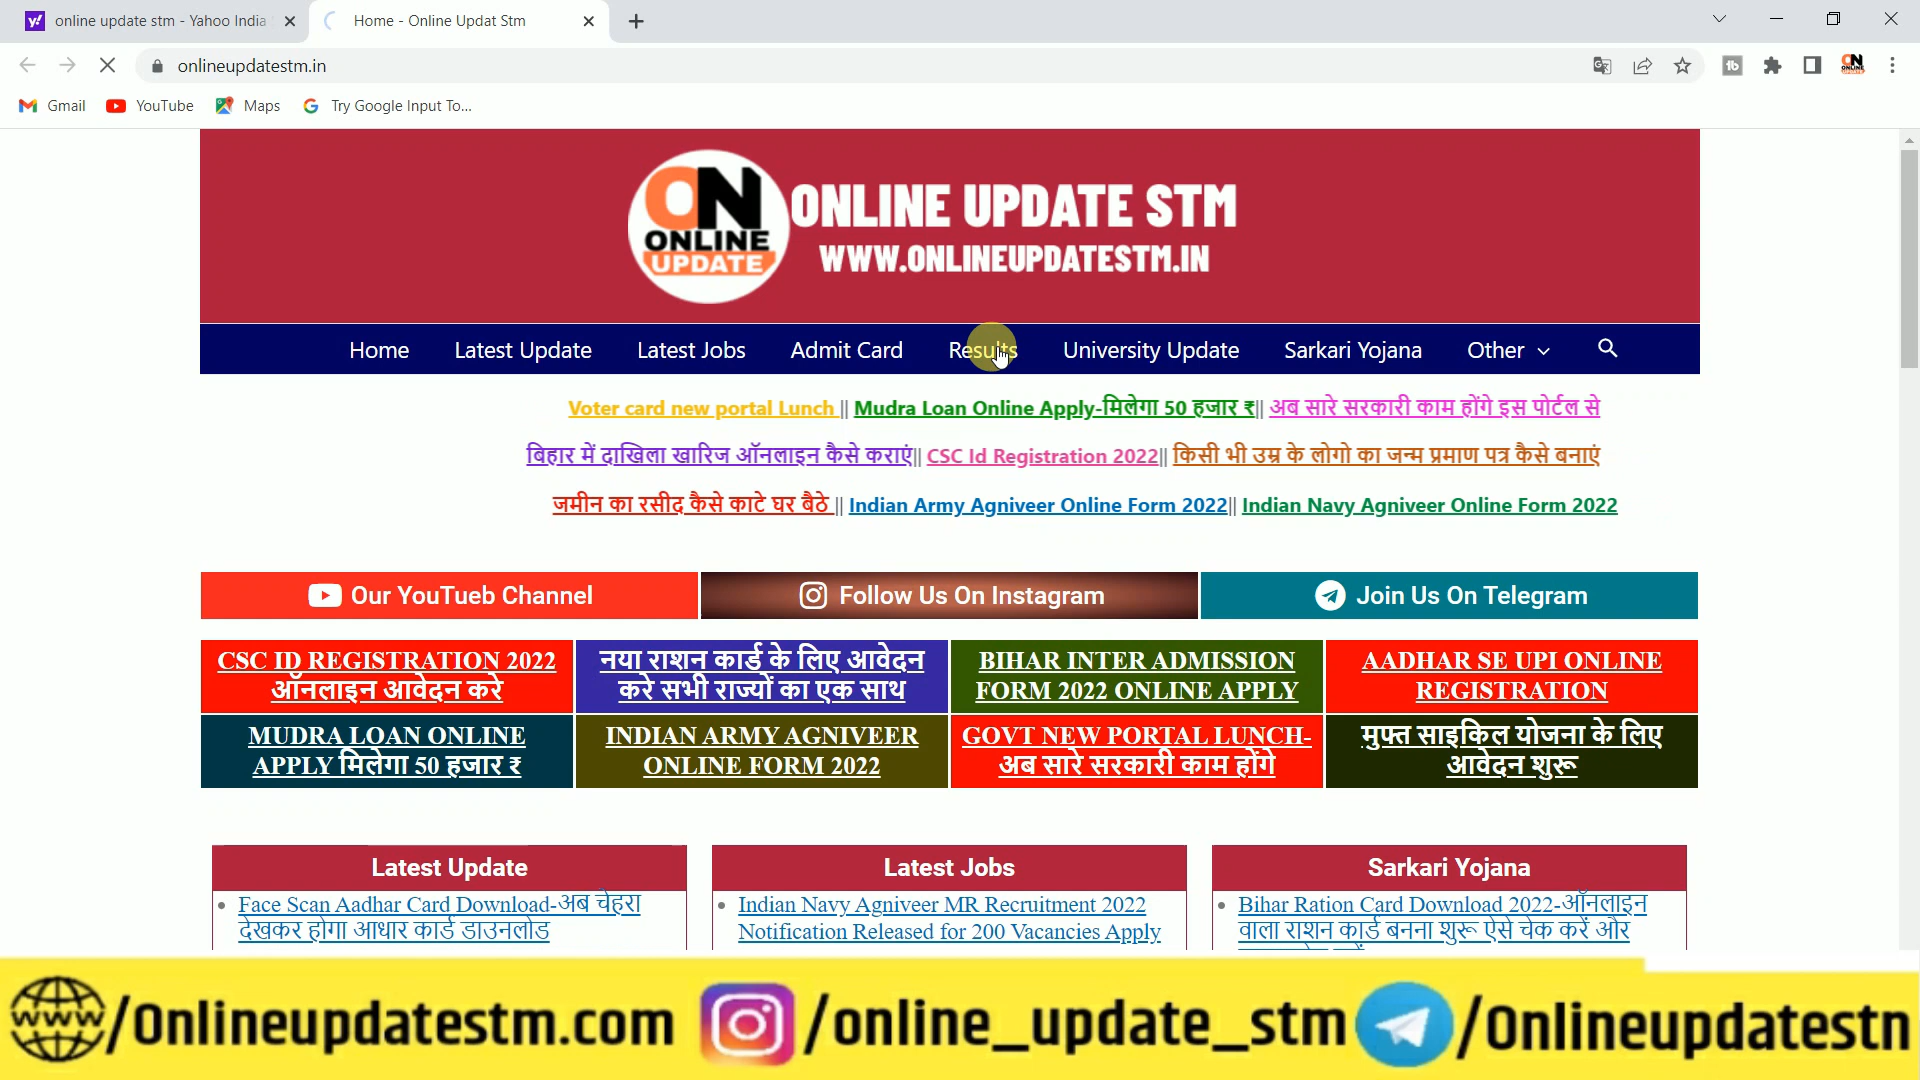 online update stm - Yahoo India
Home - Online Updat Stm
onlineupdatestm.in
Gmail
YouTube
Maps
Try Google Input To...
ON
ONLINE
UPDATE
ONLINE UPDATE STM
WWW.ONLINEUPDATESTM.IN
Home Latest Update Latest Jobs Admit Card Results University Update Sarkari Yojana Other
Voter card new portal Lunch || Mudra Loan Online Apply-मिलेगा 50 हजार ₹|| अब सारे सरकारी काम होंगे इस पोर्टल से
बिहार में दाखिला खारिज ऑनलाइन कैसे कराएं|| CSC Id Registration 2022|| किसी भी उम्र के लोगो का जन्म प्रमाण पत्र कैसे बनाएं
जमीन का रसीद कैसे काटे घर बैठे || Indian Army Agniveer Online Form 2022|| Indian Navy Agniveer Online Form 2022
Our YouTueb Channel
Follow Us On Instagram
Join Us On Telegram
CSC ID REGISTRATION 2022
ऑनलाइन आवेदन करे
नया राशन कार्ड के लिए आवेदन
करे सभी राज्यों का एक साथ
BIHAR INTER ADMISSION
FORM 2022 ONLINE APPLY
AADHAR SE UPI ONLINE
REGISTRATION
MUDRA LOAN ONLINE
APPLY मिलेगा 50 हजार ₹
INDIAN ARMY AGNIVEER
ONLINE FORM 2022
GOVT NEW PORTAL LUNCH-
अब सारे सरकारी काम होंगे
मुफ्त साइकिल योजना के लिए
आवेदन शुरू
Latest Update
Face Scan Aadhar Card Download-अब चेहरा
देखकर होगा आधार कार्ड डाउनलोड
Latest Jobs
Indian Navy Agniveer MR Recruitment 2022
Notification Released for 200 Vacancies Apply
Sarkari Yojana
Bihar Ration Card Download 2022-ऑनलाइन
वाला राशन कार्ड बनना शुरू ऐसे चेक करें और
www/Onlineupdatestm.com
/online_update_stm
/Onlineupdatestn